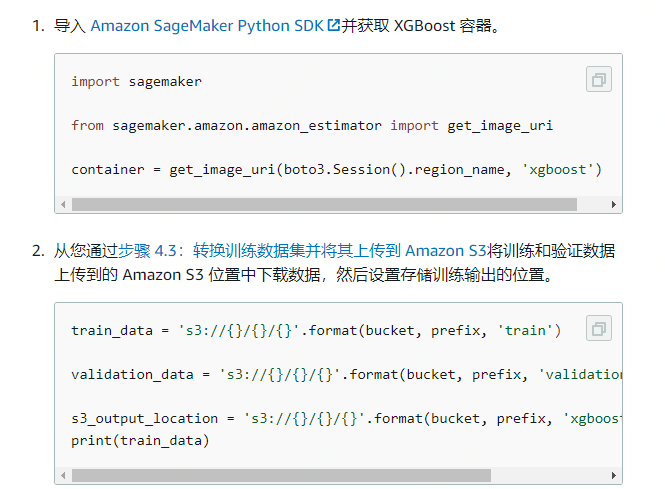 1. 导入 Amazon SageMaker Python SDK 并获取 XGBoost 容器。
import sagemaker
from sagemaker.amazon.amazon_estimator import get_image_uri
container = get_image_uri(boto3.Session().region_name, 'xgboost')
2. 从您通过步骤 4.3：转换训练数据集并将其上传到 Amazon S3将训练和验证数据
上传到的 Amazon S3 位置中下载数据，然后设置存储训练输出的位置。
train_data = 's3://{}/{}/{}'.format(bucket, prefix, 'train')
validation_data = 's3://{}/{}/{}'.format(bucket, prefix, 'validation
s3_output_location = 's3://{}/{}/{}'.format(bucket, prefix, 'xgboost
print(train_data)